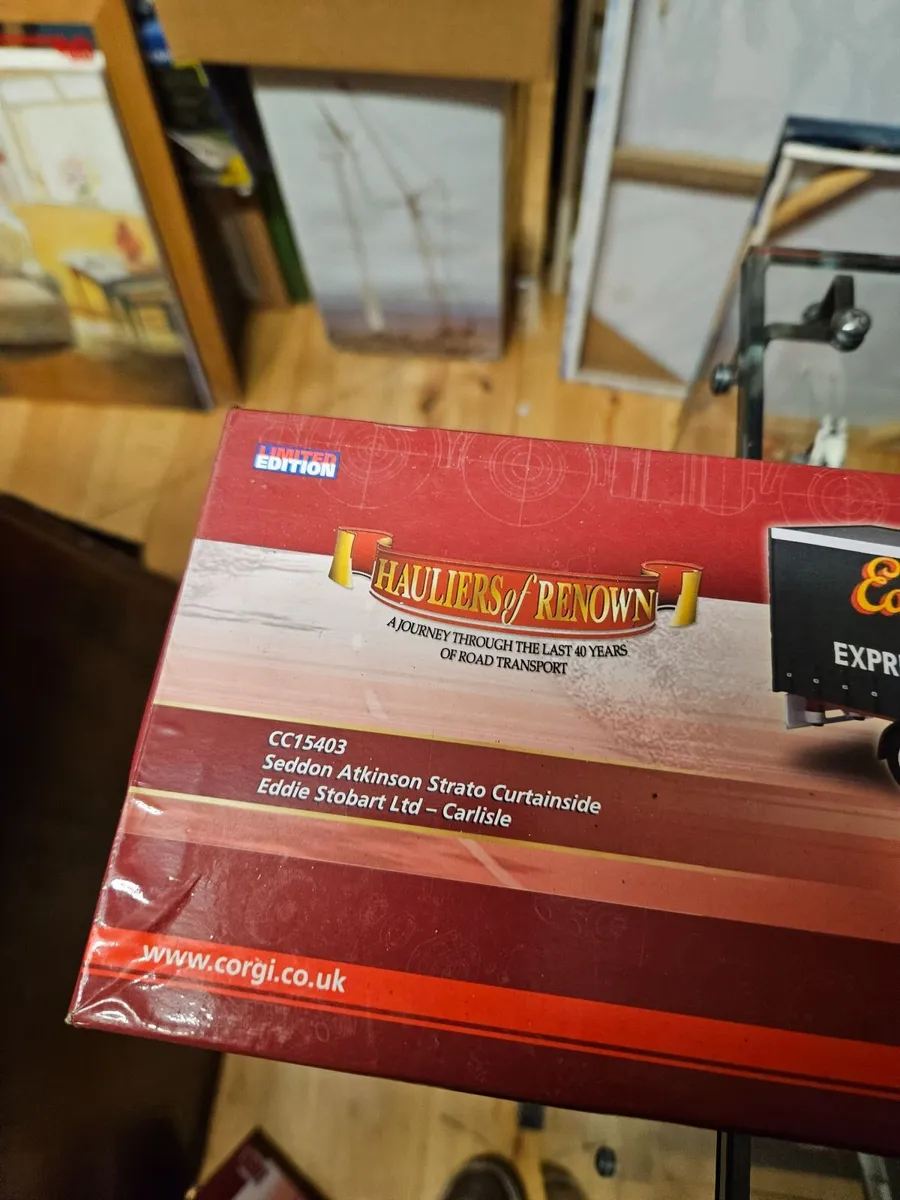 LIMITED
EDITION
HAULIERS of RENOWN
A JOURNEY THROUGH THE LAST 40 YEARS
OF ROAD TRANSPORT
EXPR
CC15403
Seddon Atkinson Strato Curtainside
Eddie Stobart Ltd – Carlisle
www.corgi.co.uk